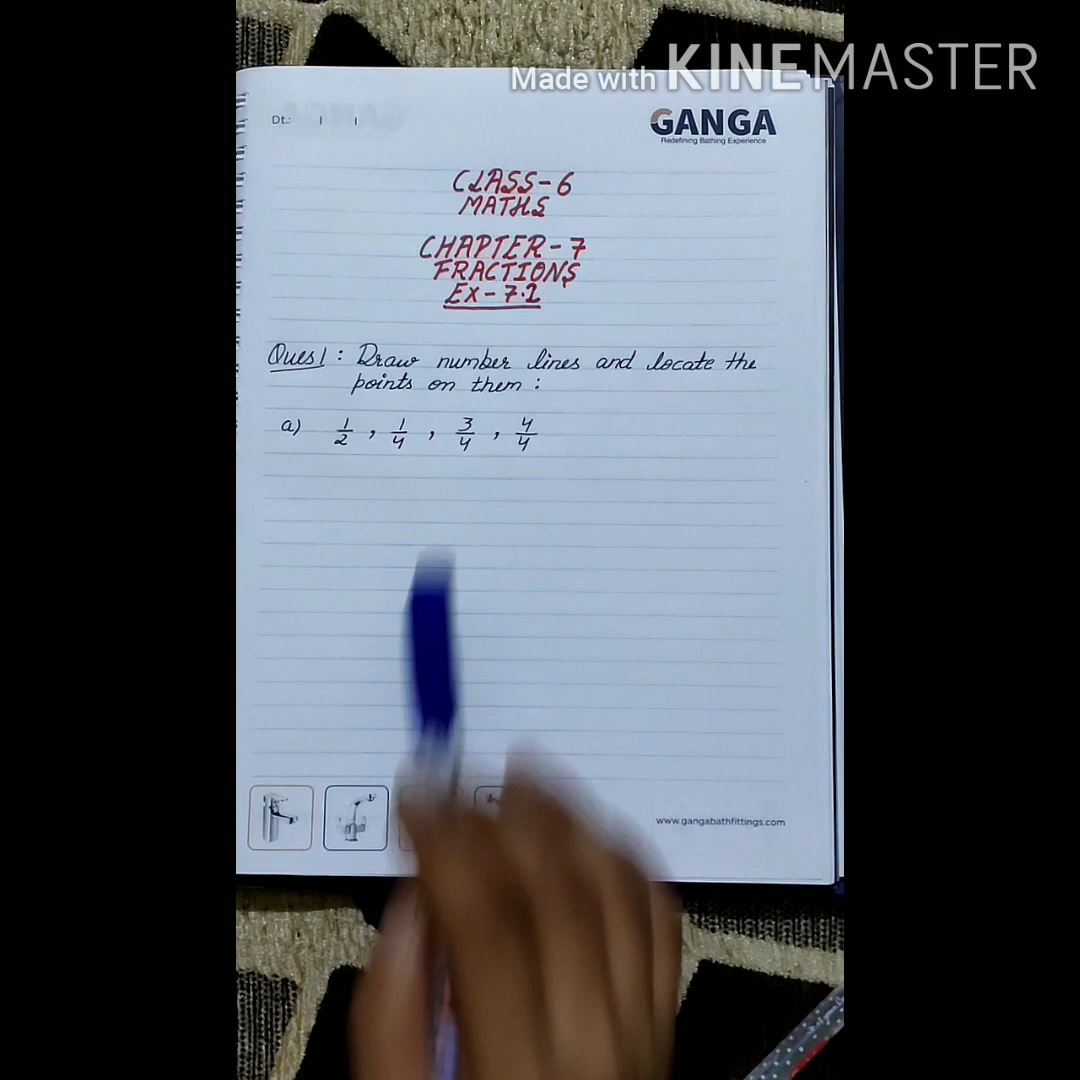 Made with KINEMASTER
Dt.:
GANGA
Redefining Bathing Experience
CLASS-6
MATHS
CHAPTER-7
FRACTIONS
EX-7.2
Ques1: Draw number lines and locate the
points on them:
a) 1/2, 1/4, 3/4, 4/4
www.gangabathfittings.com